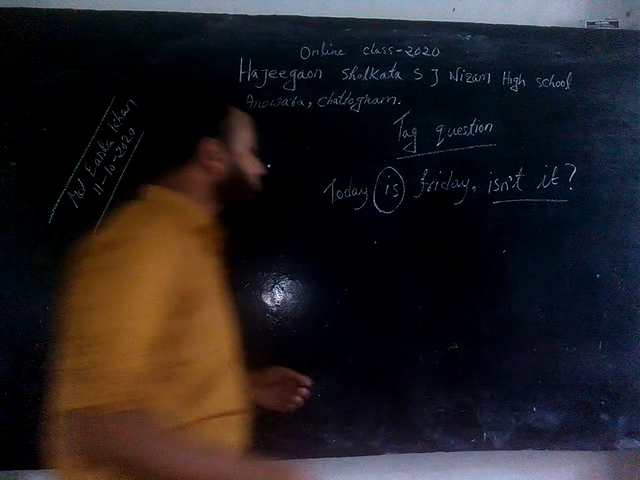 Online class-2020
Hajeegaon Sholkata S J Nizam High school
Anowara, chattogram.
Tag question
Today is friday, isn't it?
Md Khan
11-10-2020